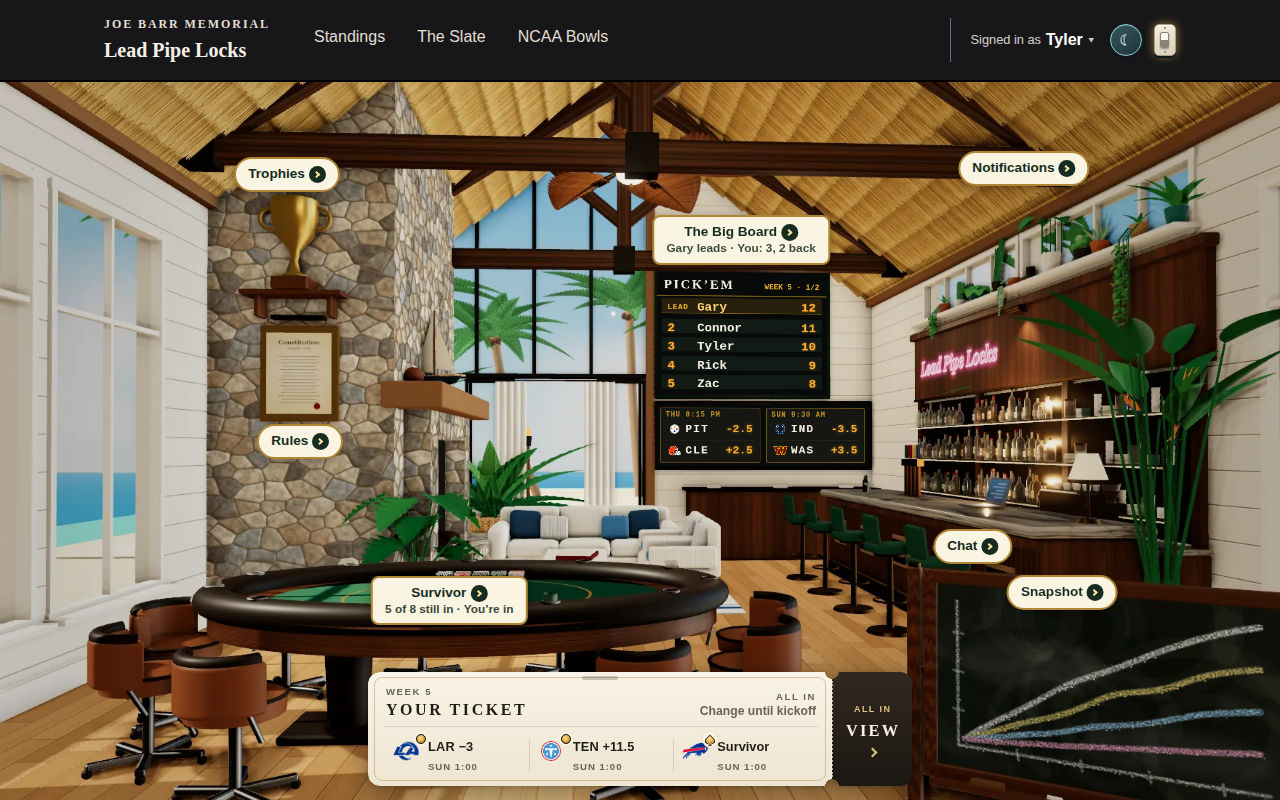 JOE BARR MEMORIAL
Lead Pipe Locks
Standings
The Slate
NCAA Bowls
Signed in as Tyler
Trophies
Notifications
The Big Board
Gary leads · You: 3, 2 back
PICK'EM
WEEK 5 · 1/2
LEAD Gary 12
2 Connor 11
3 Tyler 10
4 Rick 9
5 Zac 8
THU 8:15 PM
PIT -2.5
CLE +2.5
SUN 9:30 AM
IND -3.5
WAS +3.5
Constitution
Lead Pipe Locks
Rules
Chat
Snapshot
Survivor
5 of 8 still in · You're in
WEEK 5
YOUR TICKET
ALL IN
Change until kickoff
LAR −3
SUN 1:00
TEN +11.5
SUN 1:00
Survivor
SUN 1:00
ALL IN
VIEW